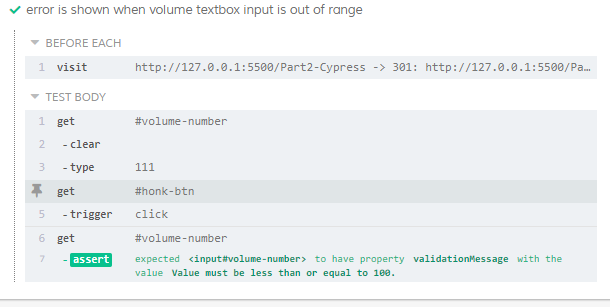 error is shown when volume textbox input is out of range
BEFORE EACH
1 visit http://127.0.0.1:5500/Part2-Cypress -> 301: http://127.0.0.1:5500/Pa…
TEST BODY
1 get #volume-number
2 - clear
3 - type 111
get #honk-btn
5 - trigger click
6 get #volume-number
7 - assert expected <input#volume-number> to have property validationMessage with the
value Value must be less than or equal to 100.